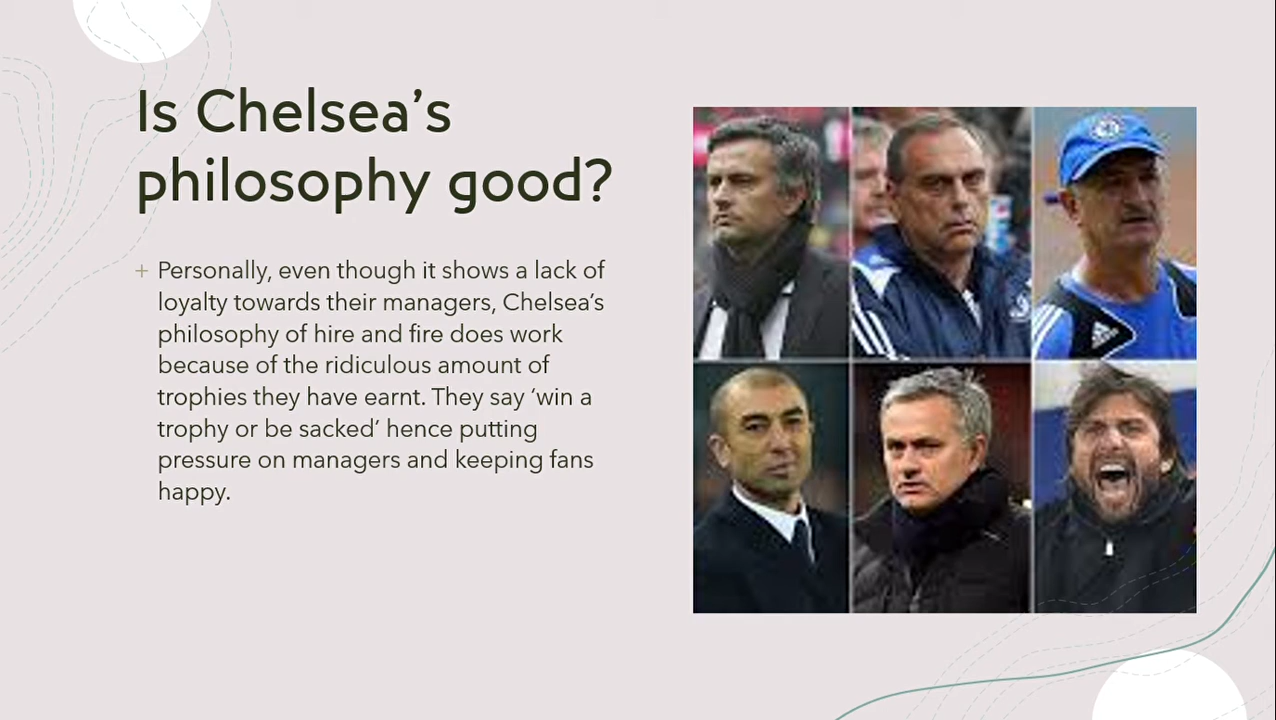 Is Chelsea’s
philosophy good?
+ Personally, even though it shows a lack of
loyalty towards their managers, Chelsea’s
philosophy of hire and fire does work
because of the ridiculous amount of
trophies they have earnt. They say ‘win a
trophy or be sacked’ hence putting
pressure on managers and keeping fans
happy.